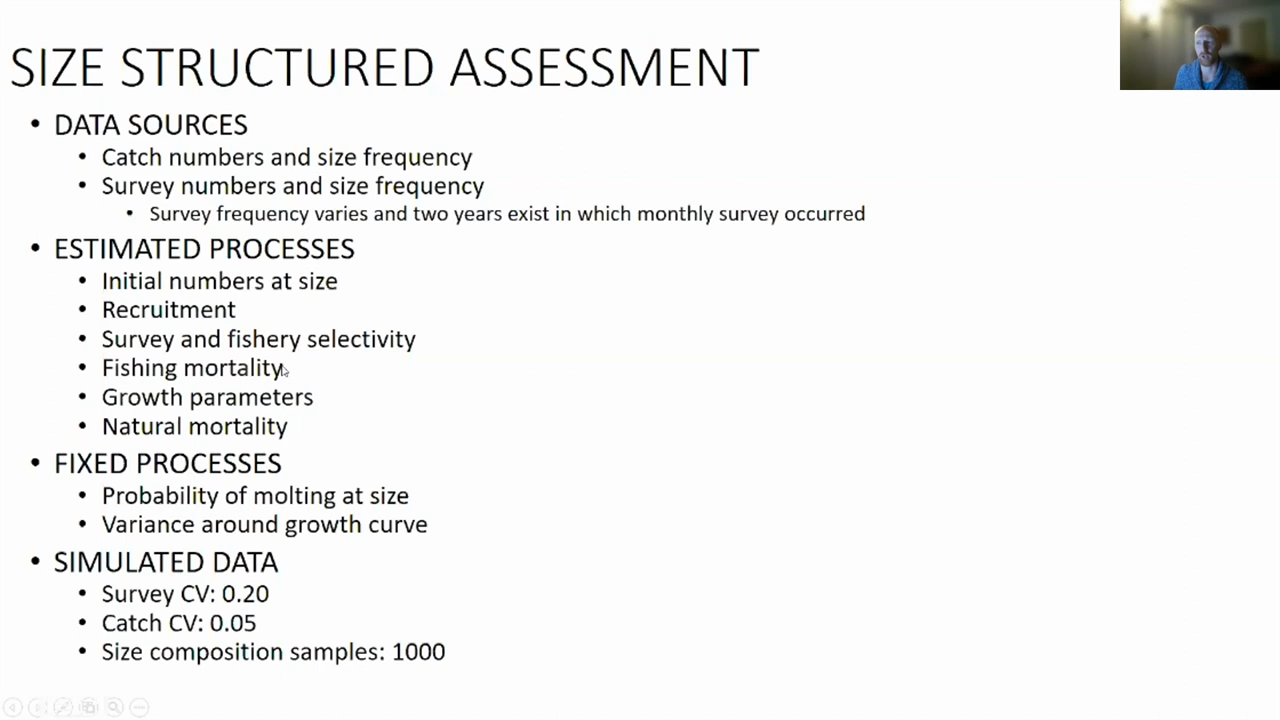 SIZE STRUCTURED ASSESSMENT
• DATA SOURCES
• Catch numbers and size frequency
• Survey numbers and size frequency
• Survey frequency varies and two years exist in which monthly survey occurred
• ESTIMATED PROCESSES
• Initial numbers at size
• Recruitment
• Survey and fishery selectivity
• Fishing mortality
• Growth parameters
• Natural mortality
• FIXED PROCESSES
• Probability of molting at size
• Variance around growth curve
• SIMULATED DATA
• Survey CV: 0.20
• Catch CV: 0.05
• Size composition samples: 1000